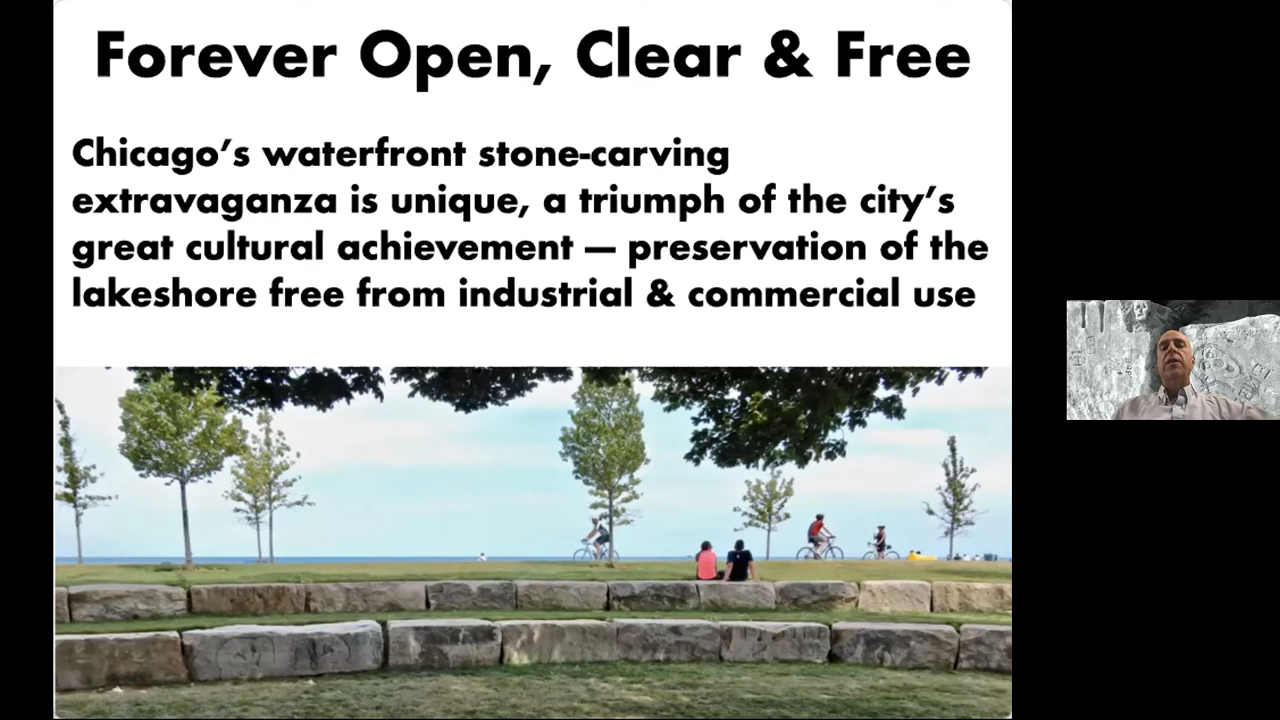 Forever Open, Clear & Free
Chicago’s waterfront stone-carving
extravaganza is unique, a triumph of the city’s
great cultural achievement — preservation of the
lakeshore free from industrial & commercial use